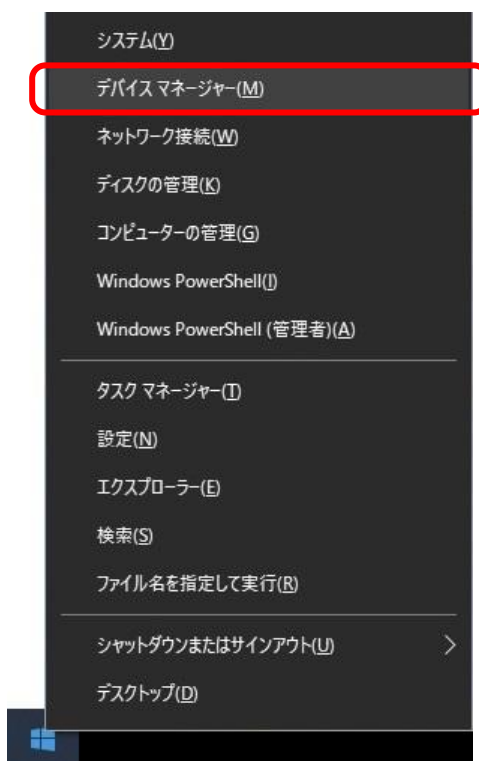 システム(Y)
デバイス マネージャー(M)
ネットワーク接続(W)
ディスクの管理(K)
コンピューターの管理(G)
Windows PowerShell(I)
Windows PowerShell (管理者)(A)
タスク マネージャー(T)
設定(N)
エクスプローラー(E)
検索(S)
ファイル名を指定して実行(R)
シャットダウンまたはサインアウト(U)
デスクトップ(D)